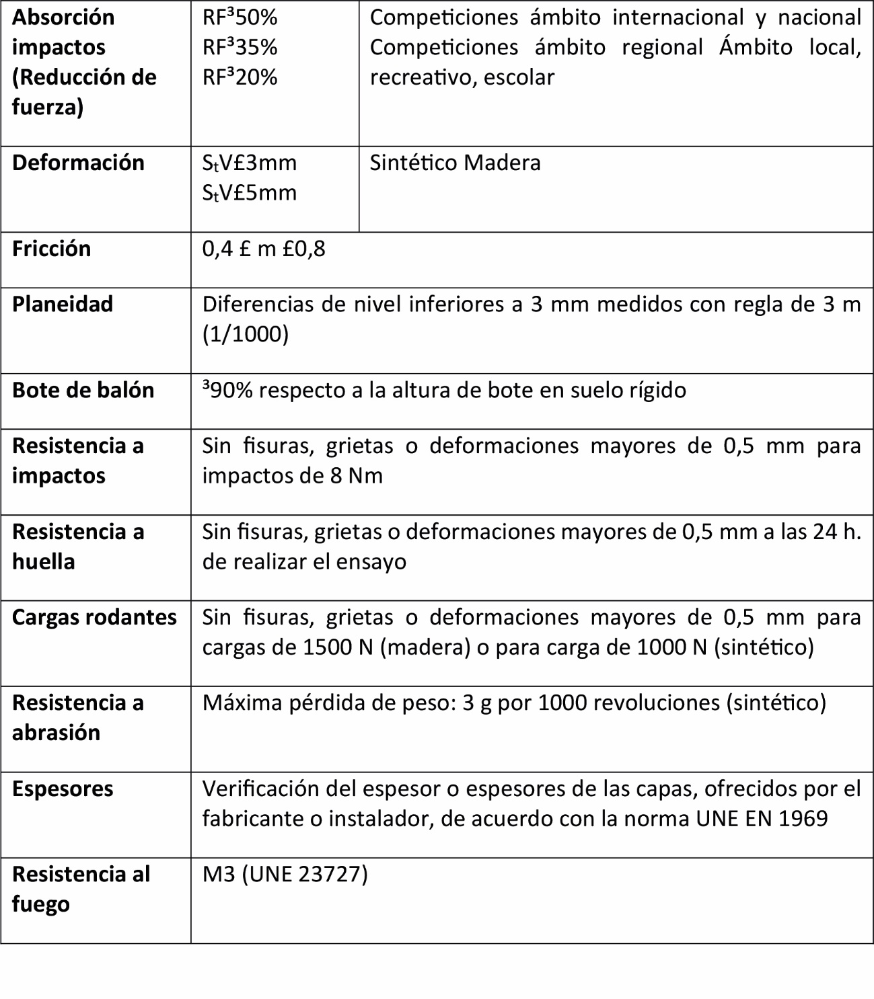 Absorción
impactos
(Reducción de
fuerza)
RF³50%
RF³35%
RF³20%
Competiciones ámbito internacional y nacional
Competiciones ámbito regional Ámbito local,
recreativo, escolar
Deformación
StV£3mm
StV£5mm
Sintético Madera
Fricción
0,4 £ m £0,8
Planeidad
Diferencias de nivel inferiores a 3 mm medidos con regla de 3 m
(1/1000)
Bote de balón
³90% respecto a la altura de bote en suelo rígido
Resistencia a
impactos
Sin fisuras, grietas o deformaciones mayores de 0,5 mm para
impactos de 8 Nm
Resistencia a
huella
Sin fisuras, grietas o deformaciones mayores de 0,5 mm a las 24 h.
de realizar el ensayo
Cargas rodantes
Sin fisuras, grietas o deformaciones mayores de 0,5 mm para
cargas de 1500 N (madera) o para carga de 1000 N (sintético)
Resistencia a
abrasión
Máxima pérdida de peso: 3 g por 1000 revoluciones (sintético)
Espesores
Verificación del espesor o espesores de las capas, ofrecidos por el
fabricante o instalador, de acuerdo con la norma UNE EN 1969
Resistencia al
fuego
M3 (UNE 23727)